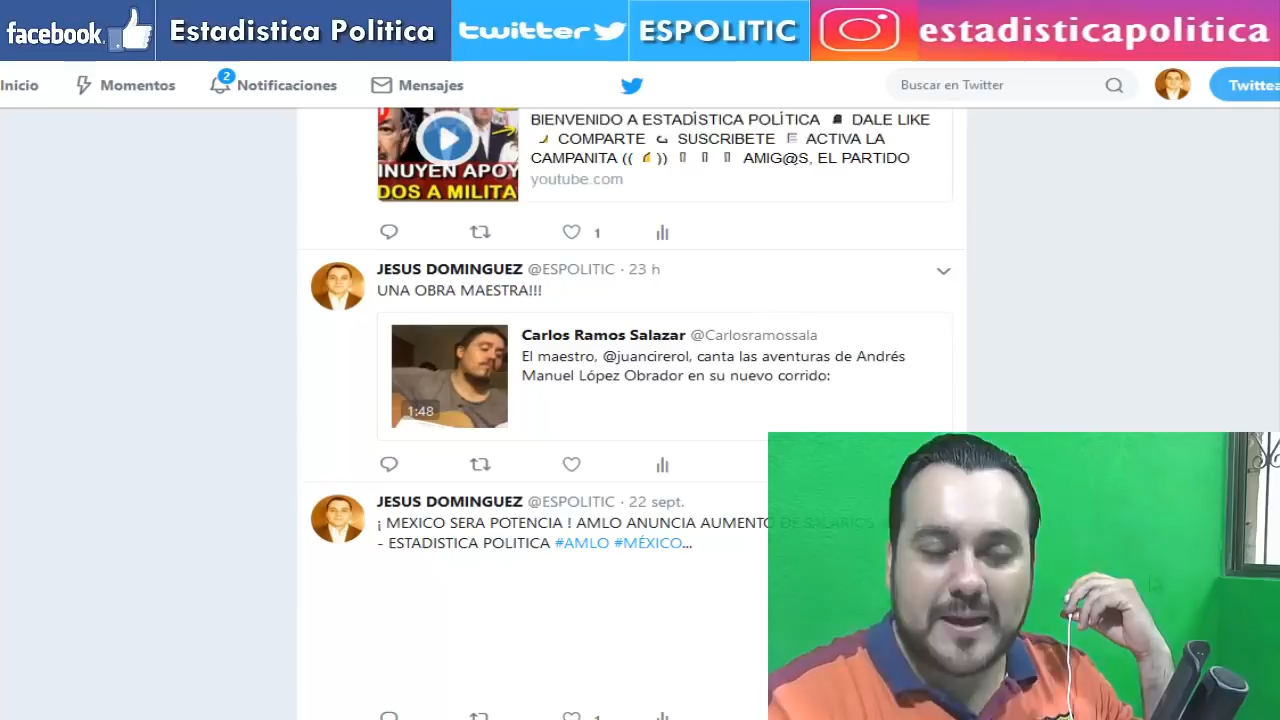 facebook. Estadistica Politica twitter ESPOLITIC estadisticapolitica
Inicio Momentos 2 Notificaciones Mensajes Buscar en Twitter Twittea
BIENVENIDO A ESTADÍSTICA POLÍTICA DALE LIKE
COMPARTE SUSCRIBETE ACTIVA LA
CAMPANITA (( )) AMIG@S, EL PARTIDO
youtube.com
INUYEN APOY
DOS A MILITA
1
JESUS DOMINGUEZ @ESPOLITIC · 23 h
UNA OBRA MAESTRA!!!
Carlos Ramos Salazar @Carlosramossala
El maestro, @juancirerol, canta las aventuras de Andrés
Manuel López Obrador en su nuevo corrido:
1:48
JESUS DOMINGUEZ @ESPOLITIC · 22 sept.
¡ MEXICO SERA POTENCIA ! AMLO ANUNCIA AUMENTO DE SALARIOS
- ESTADISTICA POLITICA #AMLO #MÉXICO...
1